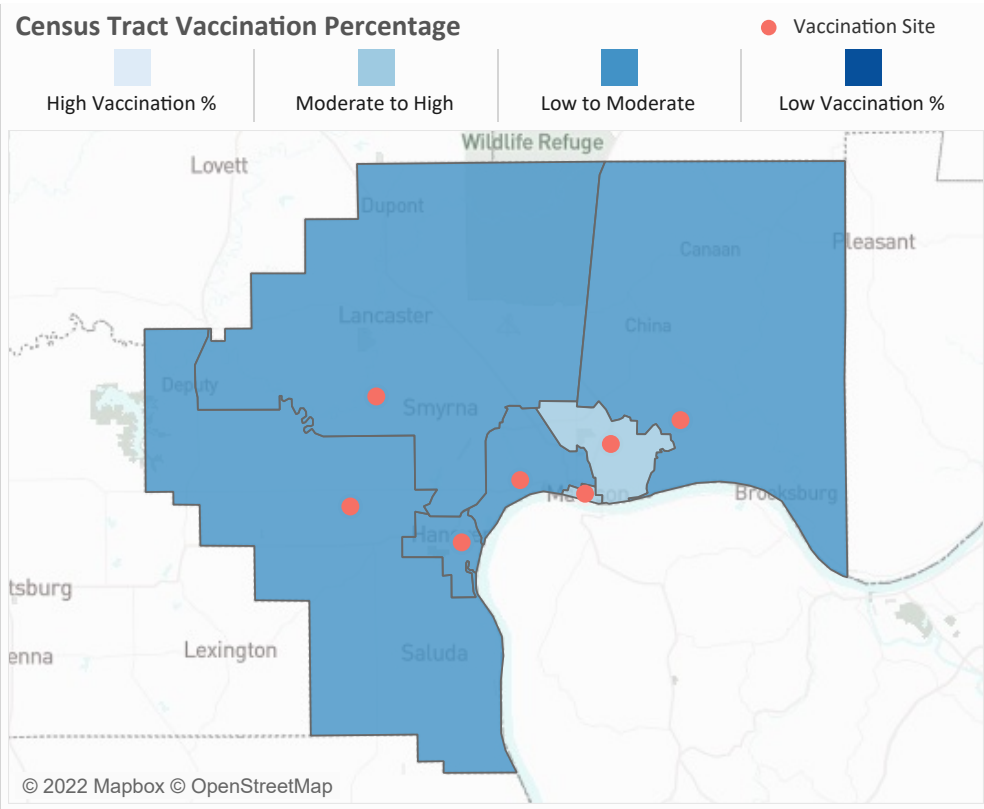 Census Tract Vaccination Percentage
Vaccination Site
High Vaccination %
Moderate to High
Low to Moderate
Low Vaccination %
Wildlife Refuge
Lovett
Dupont
Pleasant
Canaan
Lancaster
China
Deputy
Smyrna
Brooksburg
tsburg
Lexington
enna
Saluda
© 2022 Mapbox © OpenStreetMap